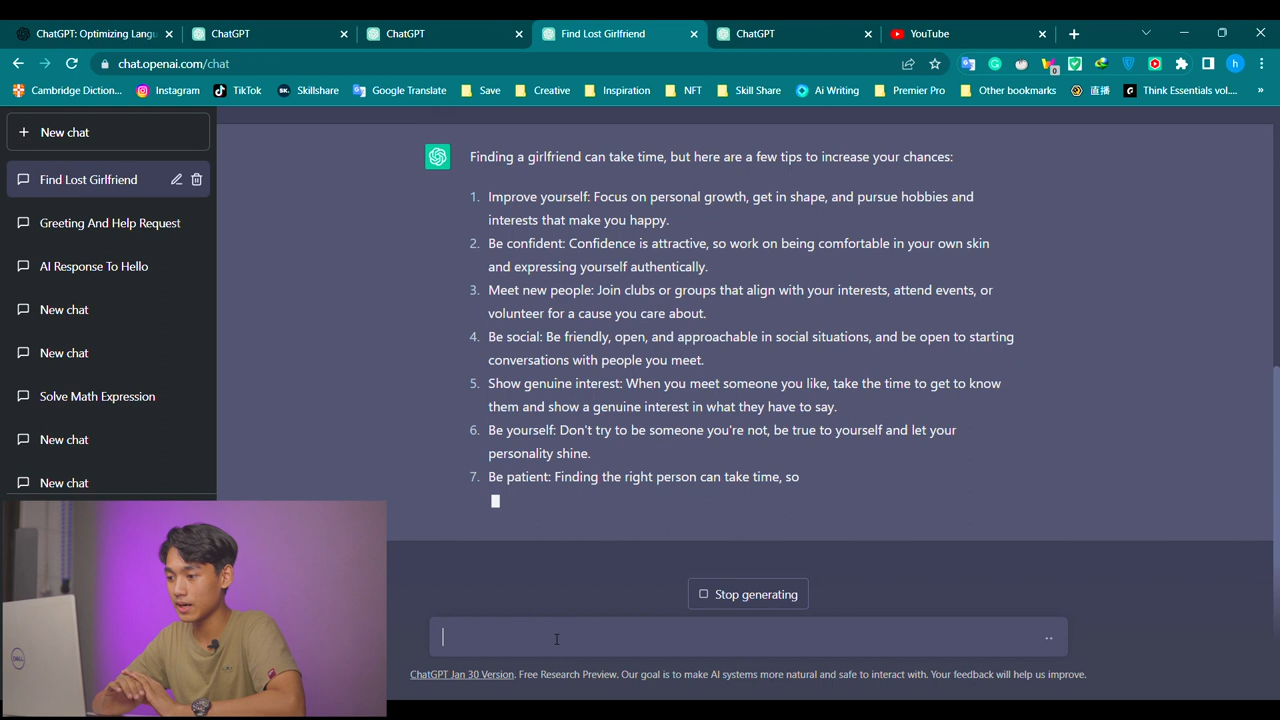 ChatGPT: Optimizing Langu
ChatGPT
ChatGPT
Find Lost Girlfriend
ChatGPT
YouTube
chat.openai.com/chat
0
h
Cambridge Diction...
Instagram
TikTok
SK.
Skillshare
Google Translate
Save
Creative
Inspiration
NFT
Skill Share
Ai Writing
Premier Pro
Other bookmarks
直播
Think Essentials vol....
»
New chat
Find Lost Girlfriend
Greeting And Help Request
AI Response To Hello
New chat
New chat
Solve Math Expression
New chat
New chat
Finding a girlfriend can take time, but here are a few tips to increase your chances:
1. Improve yourself: Focus on personal growth, get in shape, and pursue hobbies and
interests that make you happy.
2. Be confident: Confidence is attractive, so work on being comfortable in your own skin
and expressing yourself authentically.
3. Meet new people: Join clubs or groups that align with your interests, attend events, or
volunteer for a cause you care about.
4. Be social: Be friendly, open, and approachable in social situations, and be open to starting
conversations with people you meet.
5. Show genuine interest: When you meet someone you like, take the time to get to know
them and show a genuine interest in what they have to say.
6. Be yourself: Don't try to be someone you're not, be true to yourself and let your
personality shine.
7. Be patient: Finding the right person can take time, so
Stop generating
ChatGPT Jan 30 Version. Free Research Preview. Our goal is to make AI systems more natural and safe to interact with. Your feedback will help us improve.
DELL